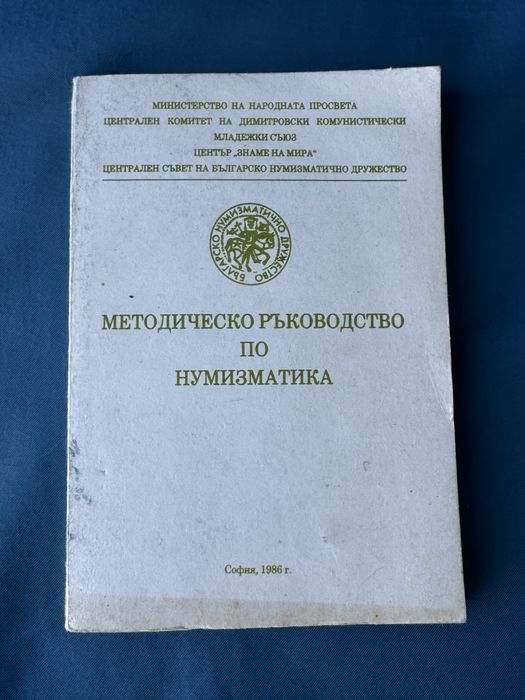 МИНИСТЕРСТВО НА НАРОДНАТА ПРОСВЕТА
ЦЕНТРАЛЕН КОМИТЕТ НА ДИМИТРОВСКИ КОМУНИСТИЧЕСКИ
МЛАДЕЖКИ СЪЮЗ
ЦЕНТЪР „ЗНАМЕ НА МИРА“
ЦЕНТРАЛЕН СЪВЕТ НА БЪЛГАРСКО НУМИЗМАТИЧНО ДРУЖЕСТВО
БЪЛГАРСКО НУМИЗМАТИЧНО ДРУЖЕСТВО
МЕТОДИЧЕСКО РЪКОВОДСТВО
ПО
НУМИЗМАТИКА
София, 1986 г.